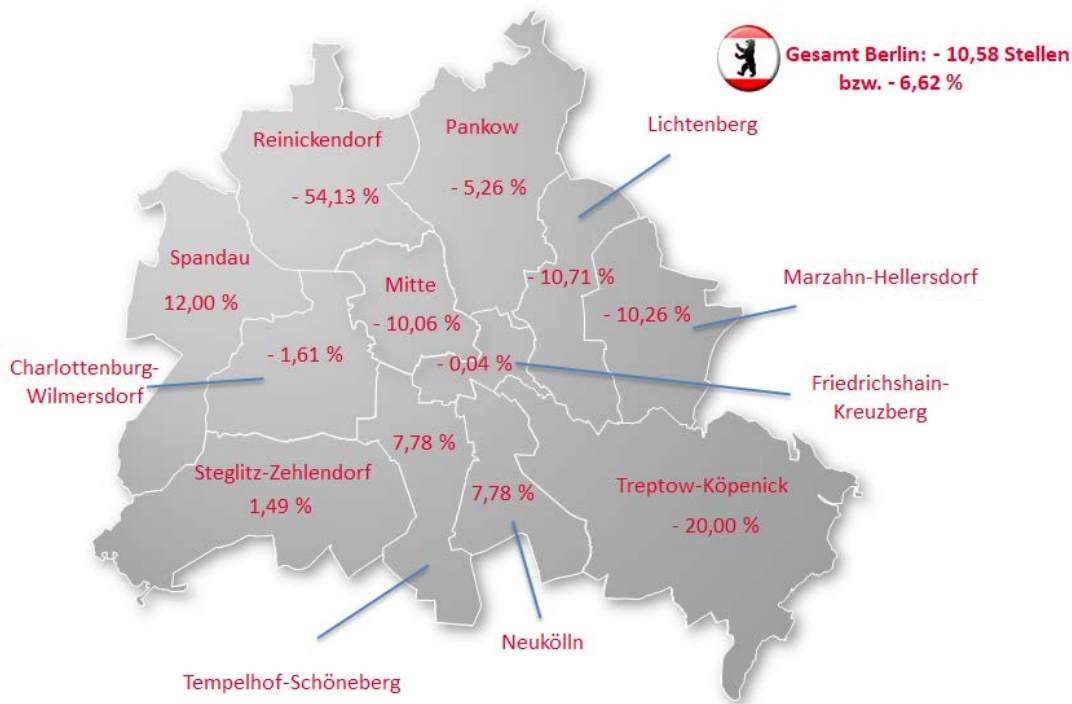 Gesamt Berlin: - 10,58 Stellen
bzw. - 6,62 %
Lichtenberg
Pankow
- 5,26 %
Reinickendorf
- 54,13 %
Spandau
12,00 %
Mitte
- 10,06 %
- 10,71 %
Marzahn-Hellersdorf
- 10,26 %
Charlottenburg-
Wilmersdorf
- 1,61 %
- 0,04 %
Friedrichshain-
Kreuzberg
7,78 %
Steglitz-Zehlendorf
1,49 %
7,78 %
Treptow-Köpenick
- 20,00 %
Neukölln
Tempelhof-Schöneberg